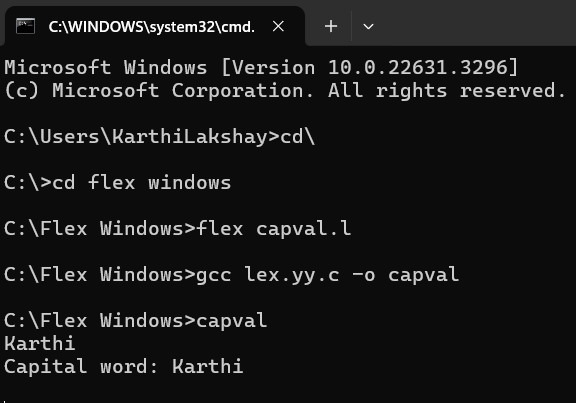 C:\WINDOWS\system32\cmd.
Microsoft Windows [Version 10.0.22631.3296]
(c) Microsoft Corporation. All rights reserved.
C:\Users\KarthiLakshay>cd\
C:\>cd flex windows
C:\Flex Windows>flex capval.l
C:\Flex Windows>gcc lex.yy.c -o capval
C:\Flex Windows>capval
Karthi
Capital word: Karthi